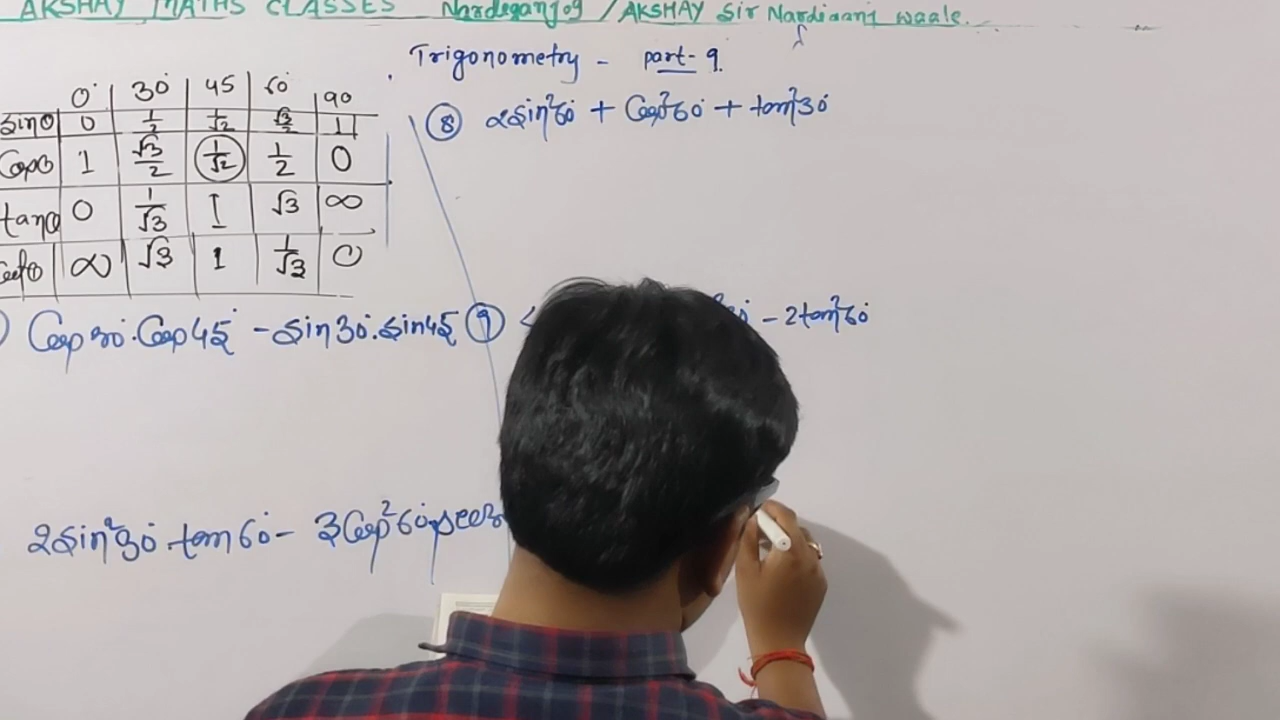 AKSHAY MATHS CLASSES Nardeganj09 / AKSHAY Sir Nardiganj waale.
Trigonometry - part-9.
0° 30° 45 60° 90
sinθ 0 1/2 1/√2 √3/2 1
Cosθ 1 √3/2 1/√2 1/2 0
tanθ 0 1/√3 1 √3 ∞
Cotθ ∞ √3 1 1/√3 0
⑧ 2sin²60° + Cos²60° + tan²30°
Cos30°.Cos45° - sin30°.sin45°
⑨ - 2tan²60°
2sin²30°.tan60° - 3Cos²60°.sec²